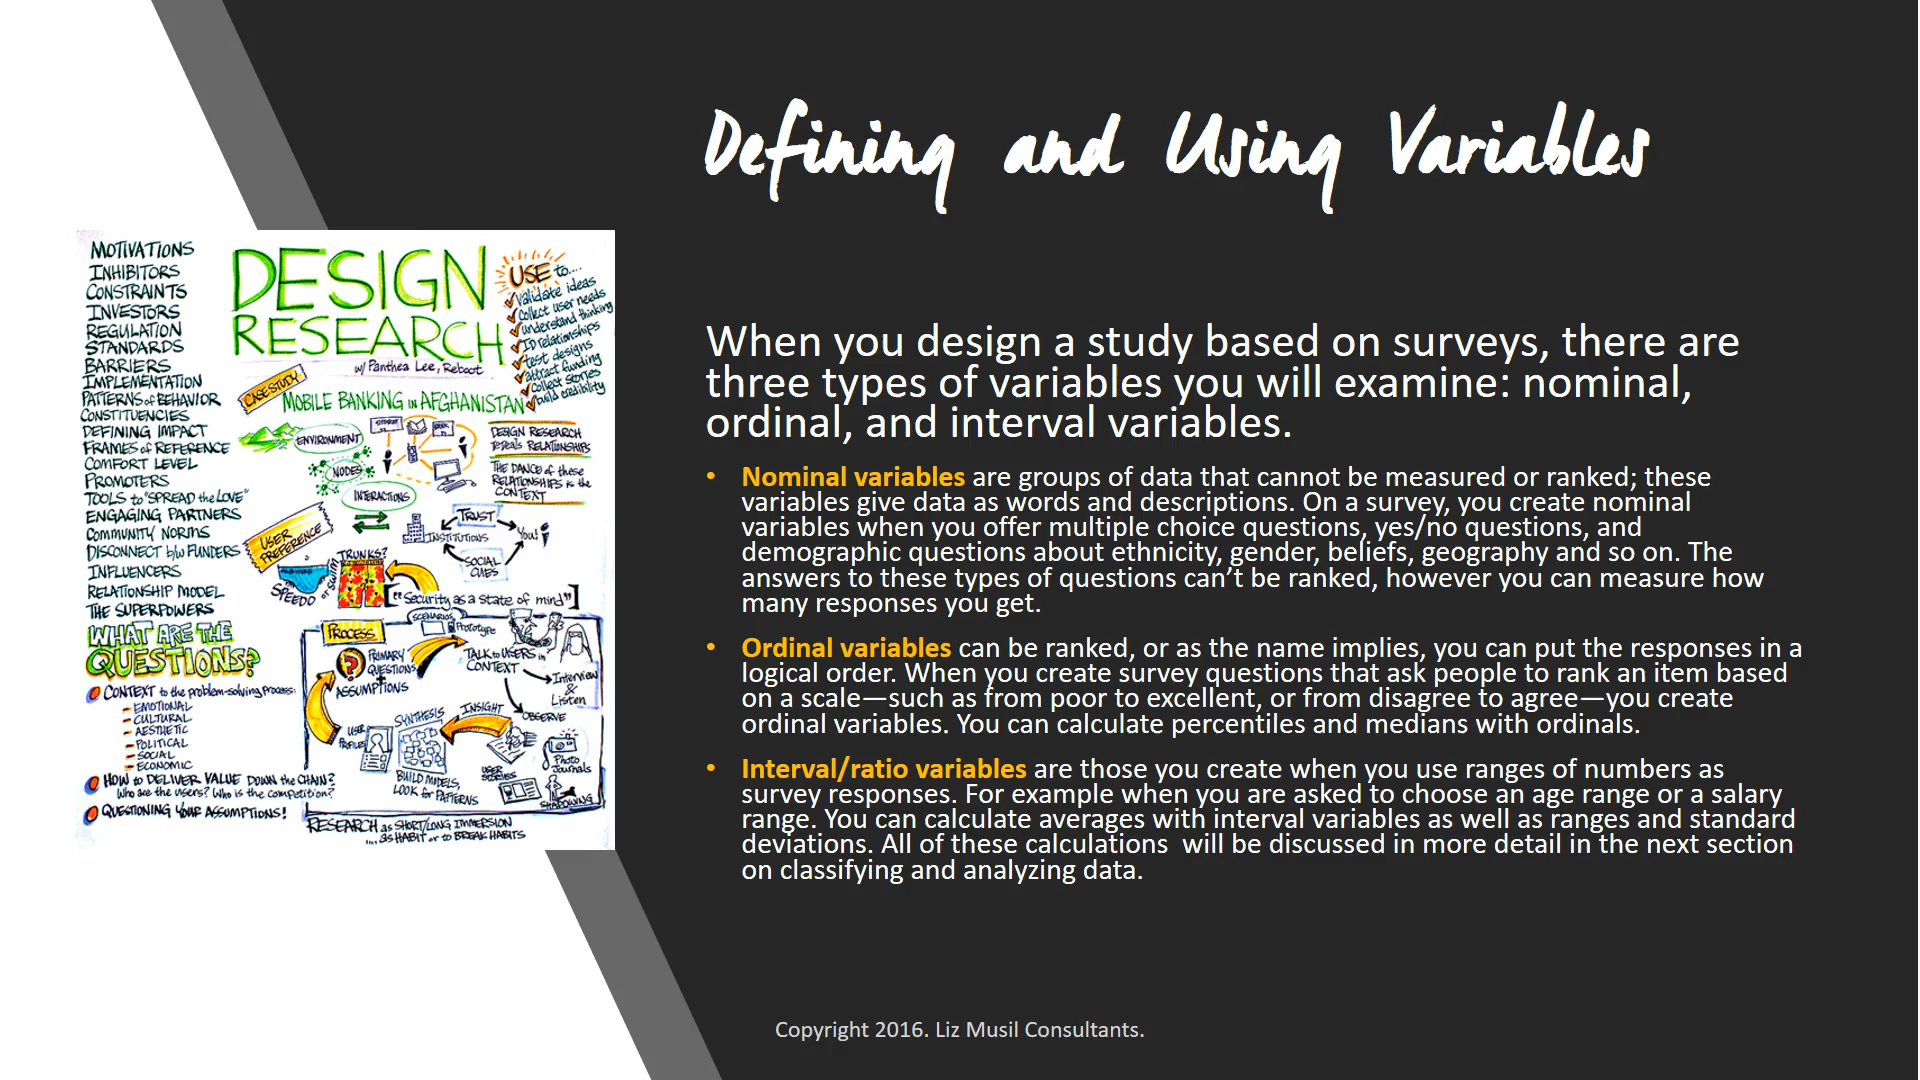 Defining and Using Variables
When you design a study based on surveys, there are
three types of variables you will examine: nominal,
ordinal, and interval variables.
• Nominal variables are groups of data that cannot be measured or ranked; these
variables give data as words and descriptions. On a survey, you create nominal
variables when you offer multiple choice questions, yes/no questions, and
demographic questions about ethnicity, gender, beliefs, geography and so on. The
answers to these types of questions can’t be ranked, however you can measure how
many responses you get.
• Ordinal variables can be ranked, or as the name implies, you can put the responses in a
logical order. When you create survey questions that ask people to rank an item based
on a scale—such as from poor to excellent, or from disagree to agree—you create
ordinal variables. You can calculate percentiles and medians with ordinals.
• Interval/ratio variables are those you create when you use ranges of numbers as
survey responses. For example when you are asked to choose an age range or a salary
range. You can calculate averages with interval variables as well as ranges and standard
deviations. All of these calculations  will be discussed in more detail in the next section
on classifying and analyzing data.
Copyright 2016. Liz Musil Consultants.
MOTIVATIONS
INHIBITORS
CONSTRAINTS
INVESTORS
REGULATION
STANDARDS
BARRIERS
IMPLEMENTATION
PATTERNS of BEHAVIOR
CONSTITUENCIES
DEFINING IMPACT
FRAMES of REFERENCE
COMFORT LEVEL
PROMOTERS
TOOLS to "SPREAD the LOVE"
ENGAGING PARTNERS
COMMUNITY NORMS
DISCONNECT b/w FUNDERS
INFLUENCERS
RELATIONSHIP MODEL
THE SUPERPOWERS
WHAT ARE THE
QUESTIONS?
CONTEXT to the problem-solving process:
- EMOTIONAL
- CULTURAL
- AESTHETIC
- POLITICAL
- SOCIAL
- ECONOMIC
HOW to DELIVER VALUE DOWN the CHAIN?
Who are the users? Who is the competition?
QUESTIONING YOUR ASSUMPTIONS!
DESIGN
RESEARCH
w/ Panthea Lee, Reboot
USE to....
validate ideas
collect user needs
understand thinking
ID relationships
test designs
attract funding
collect stories
build credibility
CASE STUDY
MOBILE BANKING IN AFGHANISTAN
ENVIRONMENT
NODES
INTERACTIONS
DESIGN RESEARCH
reveals RELATIONSHIPS
THE DANCE of these
RELATIONSHIPS is the
CONTEXT
USER
PREFERENCE
TRUST
INSTITUTIONS
You!
SOCIAL
CUES
TRUNKS?
SPEEDO
or SWIM
["Security as a state of mind"]
PROCESS
SCENARIOS
Prototype
PRIMARY
QUESTIONS
+
ASSUMPTIONS
TALK to USERS in
CONTEXT
Interview
&
Listen
OBSERVE
INSIGHT
SYNTHESIS
USER
PROFILES
BUILD MODELS,
LOOK for PATTERNS
USER
STORIES
Photo
Journals
SHADOWING
RESEARCH as SHORT/LONG IMMERSION
.... as HABIT or to BREAK HABITS